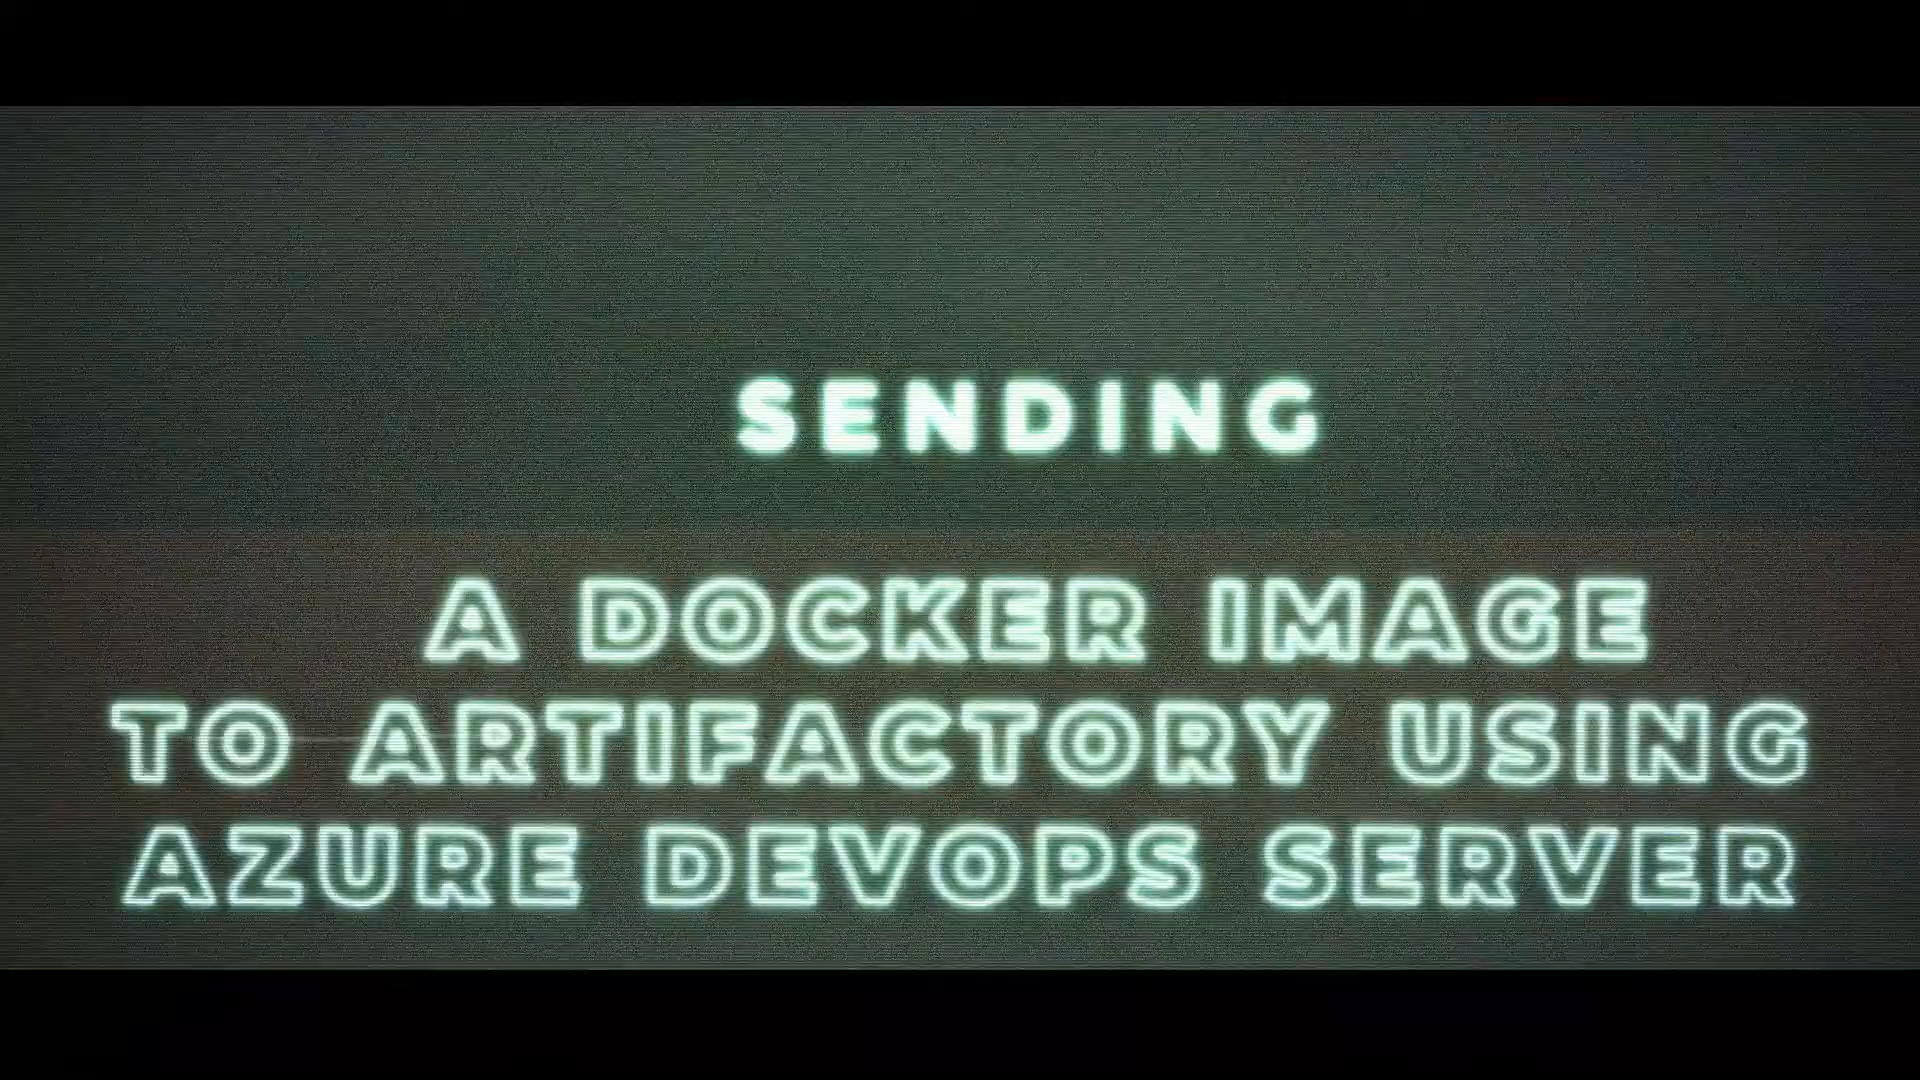 SENDING
A DOCKER IMAGE
TO ARTIFACTORY USING
AZURE DEVOPS SERVER